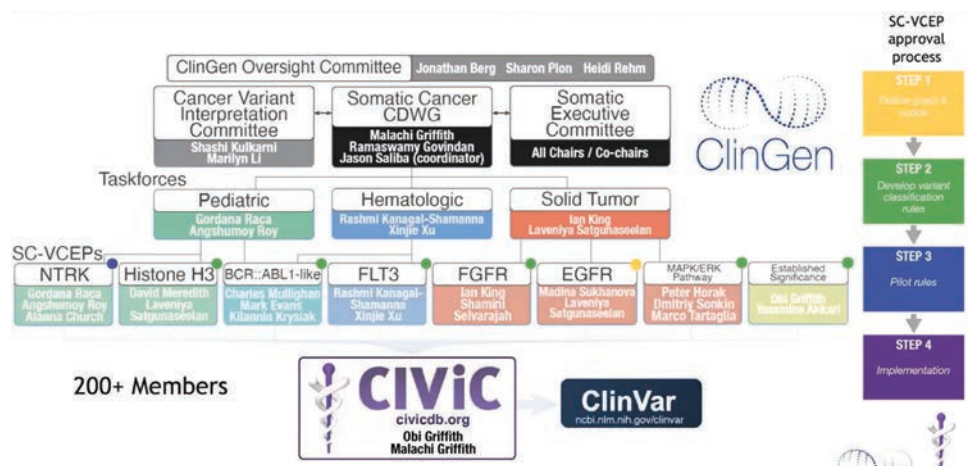 SC-VCEP
approval
process
ClinGen Oversight Committee
Jonathan Berg Sharon Plon Heidi Rehm
Cancer Variant
Interpretation
Committee
Shashi Kulkarni
Marilyn Li
Somatic Cancer
CDWG
Malachi Griffith
Ramaswamy Govindan
Jason Saliba (coordinator)
Somatic
Executive
Committee
All Chairs / Co-chairs
ClinGen
Taskforces
Pediatric
Gordana Raca
Angshumoy Roy
Hematologic
Rashmi Kanagal-Shamanna
Xinjie Xu
Solid Tumor
Ian King
Laveniya Satgunaseelan
SC-VCEPs
NTRK
Gordana Raca
Angshumoy Roy
Alanna Church
Histone H3
David Meredith
Laveniya
Satgunaseelan
BCR::ABL1-like
Charles Mullighan
Mark Evans
Kilannin Krysiak
FLT3
Rashmi Kanagal-
Shamanna
Xinjie Xu
FGFR
Ian King
Shamini
Selvarajah
EGFR
Madina Sukhanova
Laveniya
Satgunaseelan
MAPK/ERK
Pathway
Peter Horak
Dmitriy Sonkin
Marco Tartaglia
Established
Significance
Obi Griffith
Yassmine Akkari
STEP 1
STEP 2
Develop variant
classification
rules
STEP 3
Pilot rules
STEP 4
Implementation
200+ Members
CIViC
civicdb.org
Obi Griffith
Malachi Griffith
ClinVar
ncbi.nlm.nih.gov/clinvar